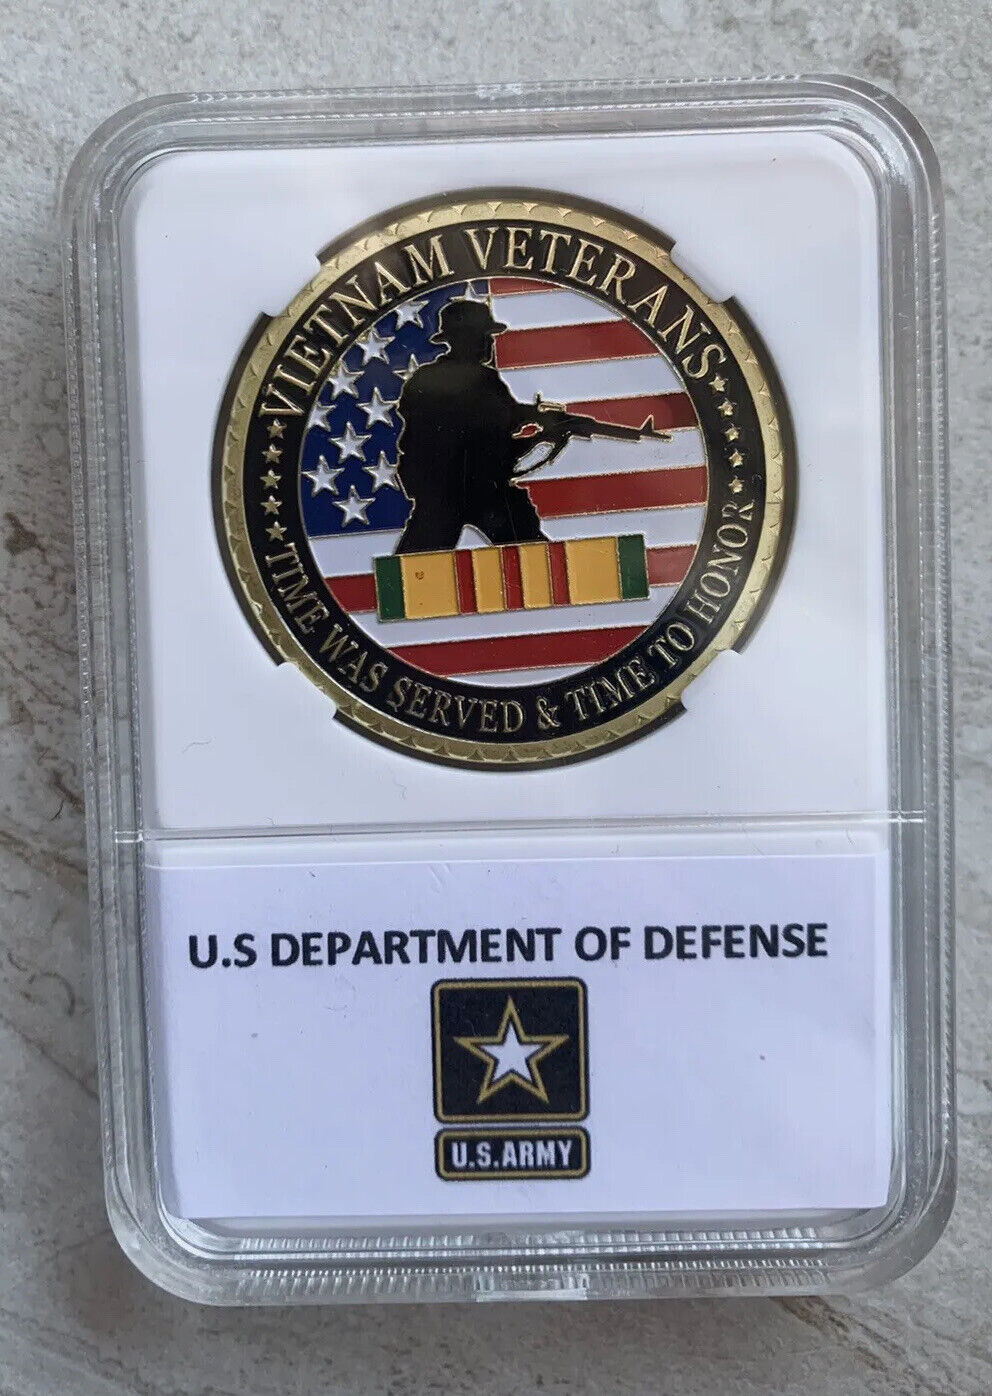 VIETNAM VETERANS
TIME WAS SERVED & TIME TO HONOR
U.S DEPARTMENT OF DEFENSE
U.S.ARMY